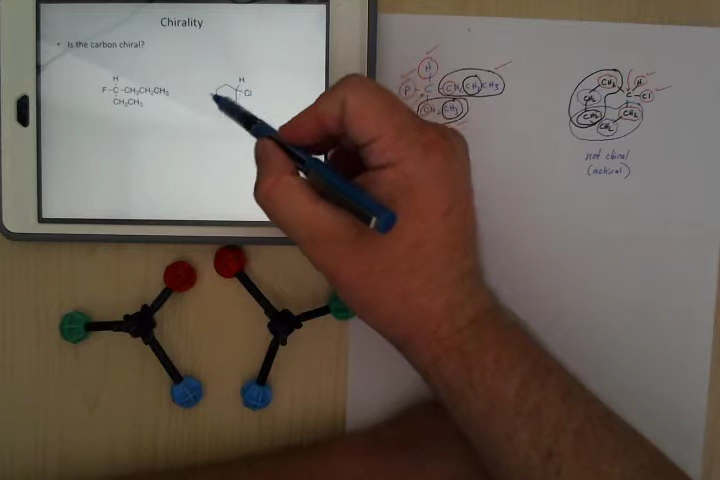 Chirality
• Is the carbon chiral?
H
F-C-CH₂CH₂CH₃
CH₂CH₃
H
Cl
H
F - C - CH₂ CH₂ CH₃
CH₂ CH₃
CH₂ H
CH₂ C - Cl
CH₂ CH₂
CH₂
not chiral
(achiral)